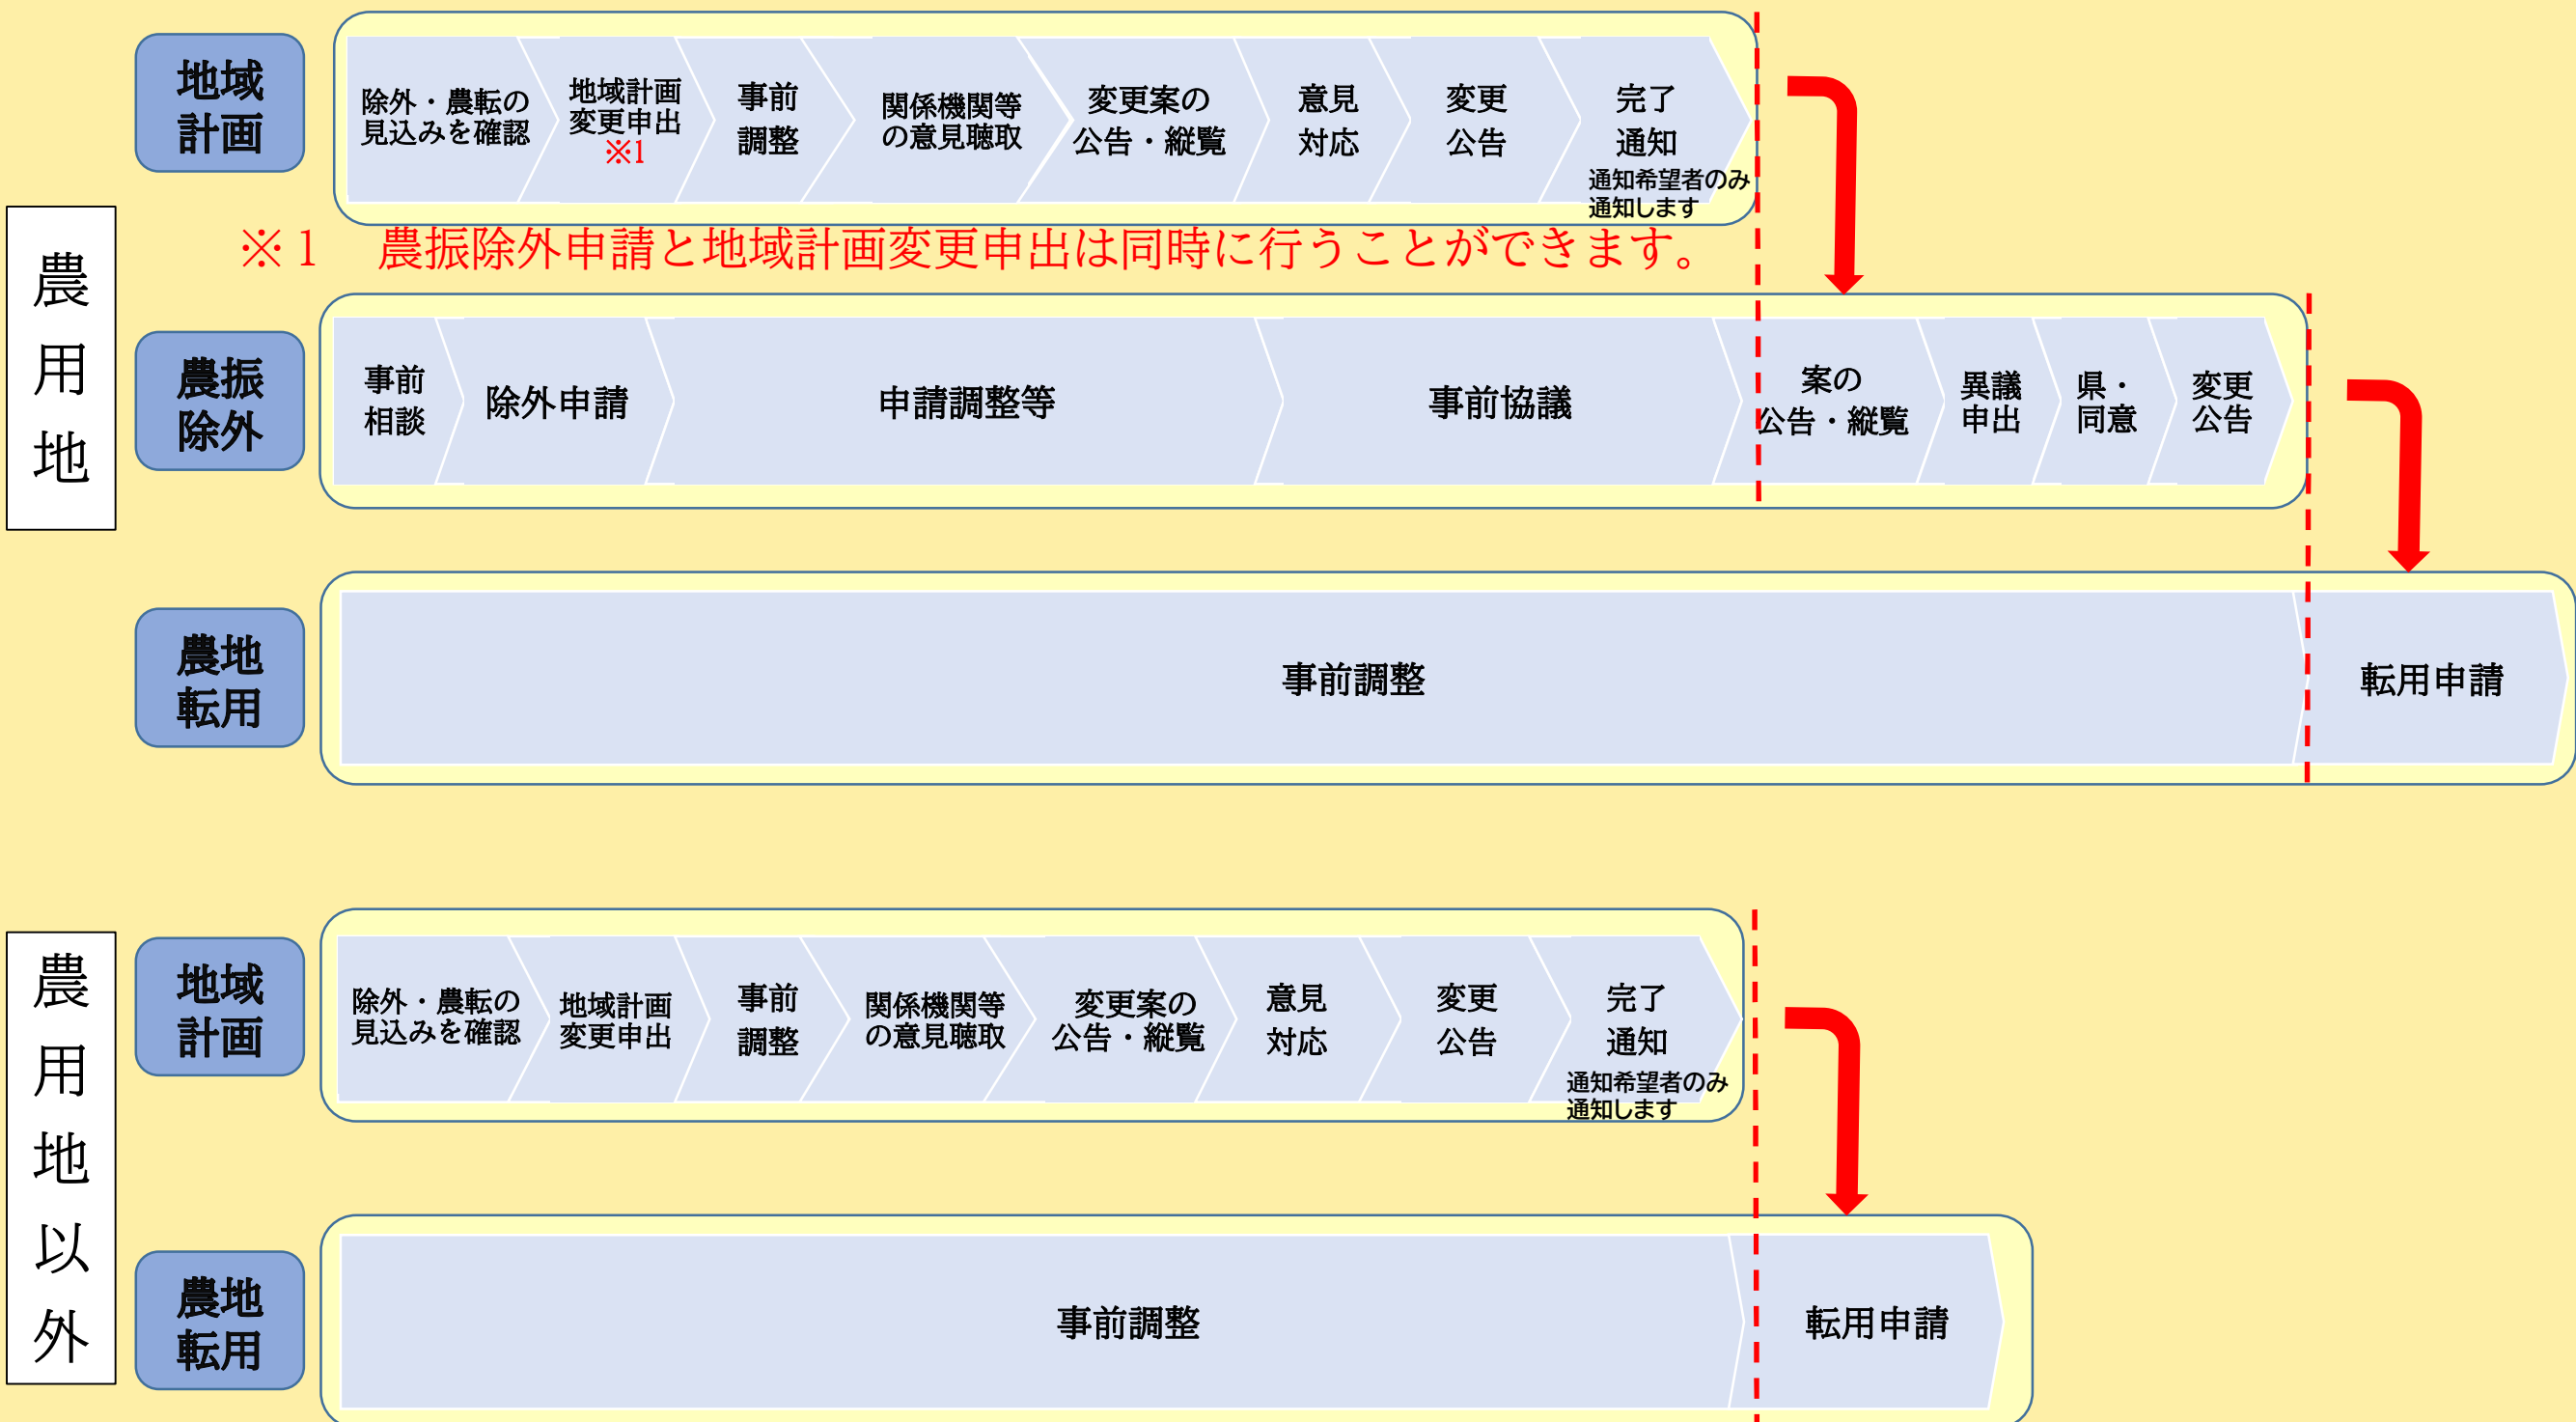 農用地
地域
計画
除外・農転の
見込みを確認
地域計画
変更申出
※1
事前
調整
関係機関等
の意見聴取
変更案の
公告・縦覧
意見
対応
変更
公告
完了
通知
通知希望者のみ
通知します
※1　農振除外申請と地域計画変更申出は同時に行うことができます。
農振
除外
事前
相談
除外申請
申請調整等
事前協議
案の
公告・縦覧
異議
申出
県・
同意
変更
公告
農地
転用
事前調整
転用申請
農用地以外
地域
計画
除外・農転の
見込みを確認
地域計画
変更申出
事前
調整
関係機関等
の意見聴取
変更案の
公告・縦覧
意見
対応
変更
公告
完了
通知
通知希望者のみ
通知します
農地
転用
事前調整
転用申請